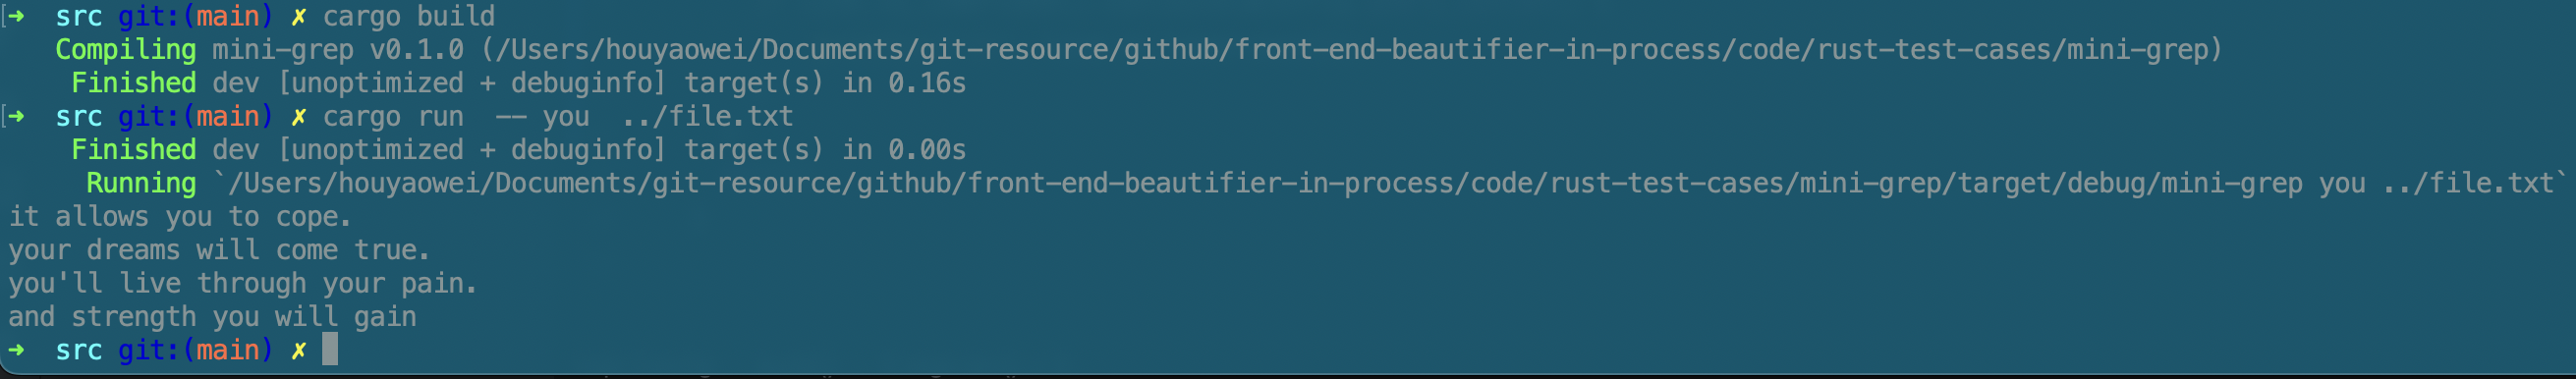 [➜  src git:(main) ✗ cargo build
   Compiling mini-grep v0.1.0 (/Users/houyaowei/Documents/git-resource/github/front-end-beautifier-in-process/code/rust-test-cases/mini-grep)
    Finished dev [unoptimized + debuginfo] target(s) in 0.16s
[➜  src git:(main) ✗ cargo run  -- you  ../file.txt
    Finished dev [unoptimized + debuginfo] target(s) in 0.00s
     Running `/Users/houyaowei/Documents/git-resource/github/front-end-beautifier-in-process/code/rust-test-cases/mini-grep/target/debug/mini-grep you ../file.txt`
it allows you to cope.
your dreams will come true.
you'll live through your pain.
and strength you will gain
➜  src git:(main) ✗